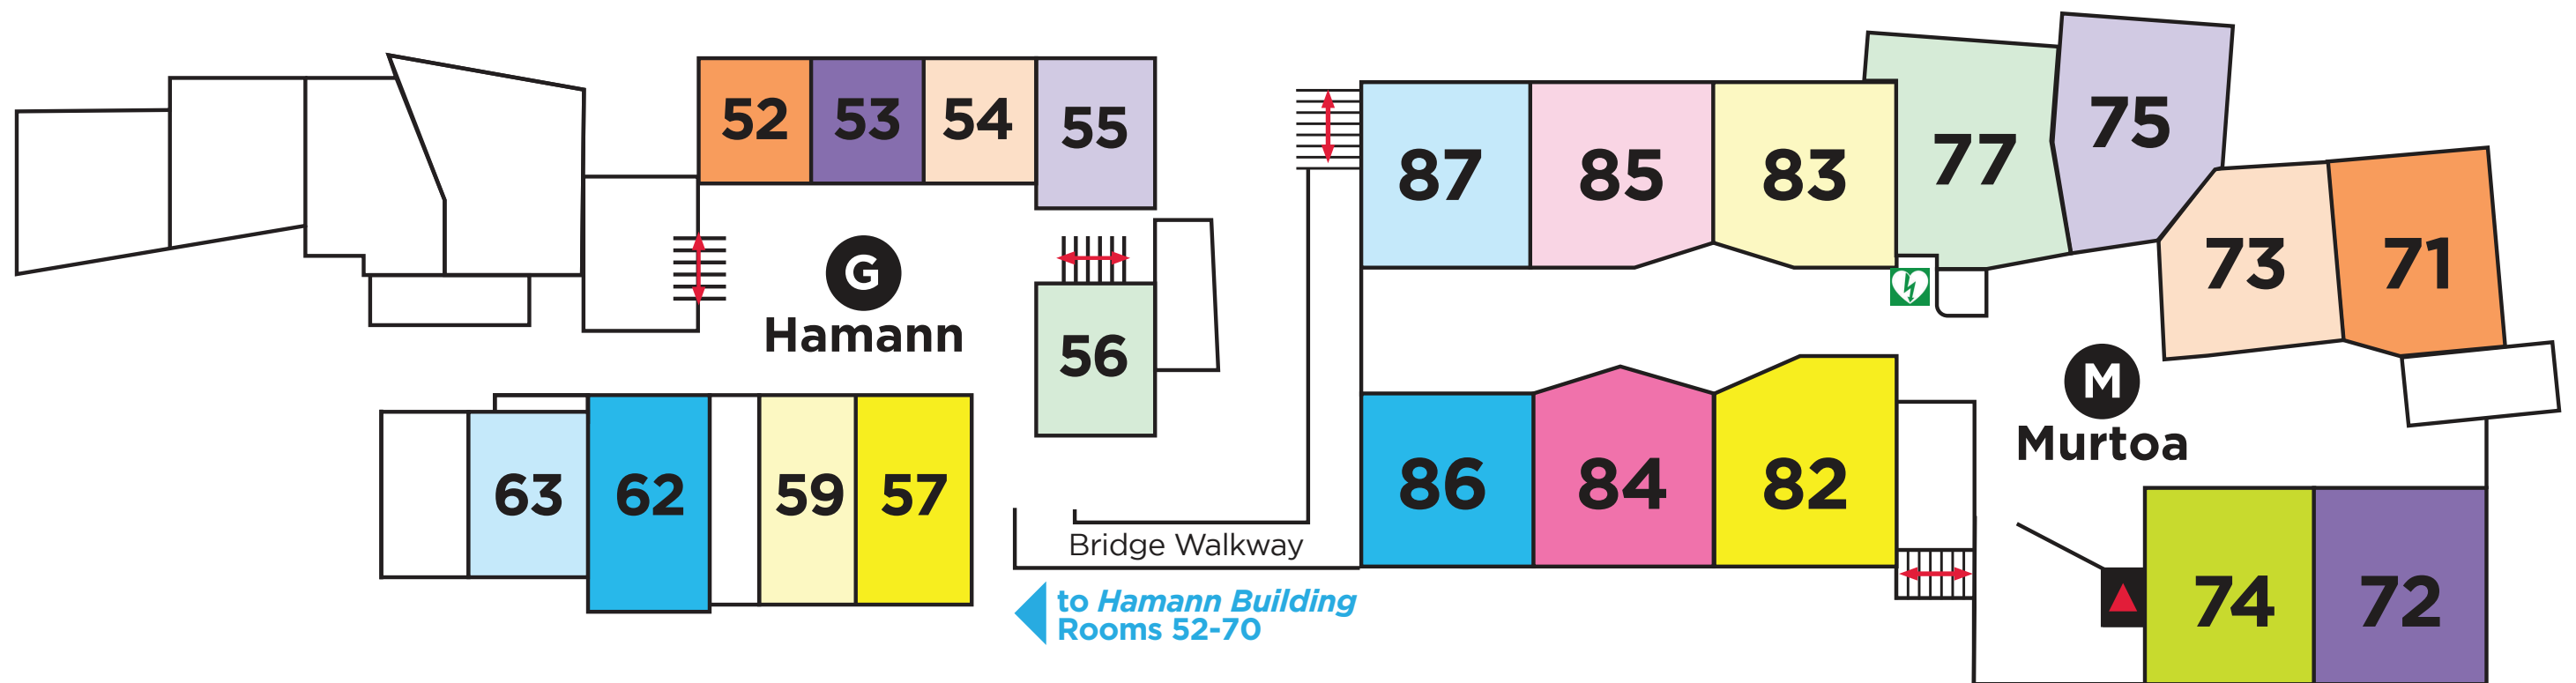 52 53 54 55
87 85 83 77 75
73 71
G
Hamann
56
M
Murtoa
63 62 59 57
86 84 82
Bridge Walkway
to Hamann Building
Rooms 52-70
74 72